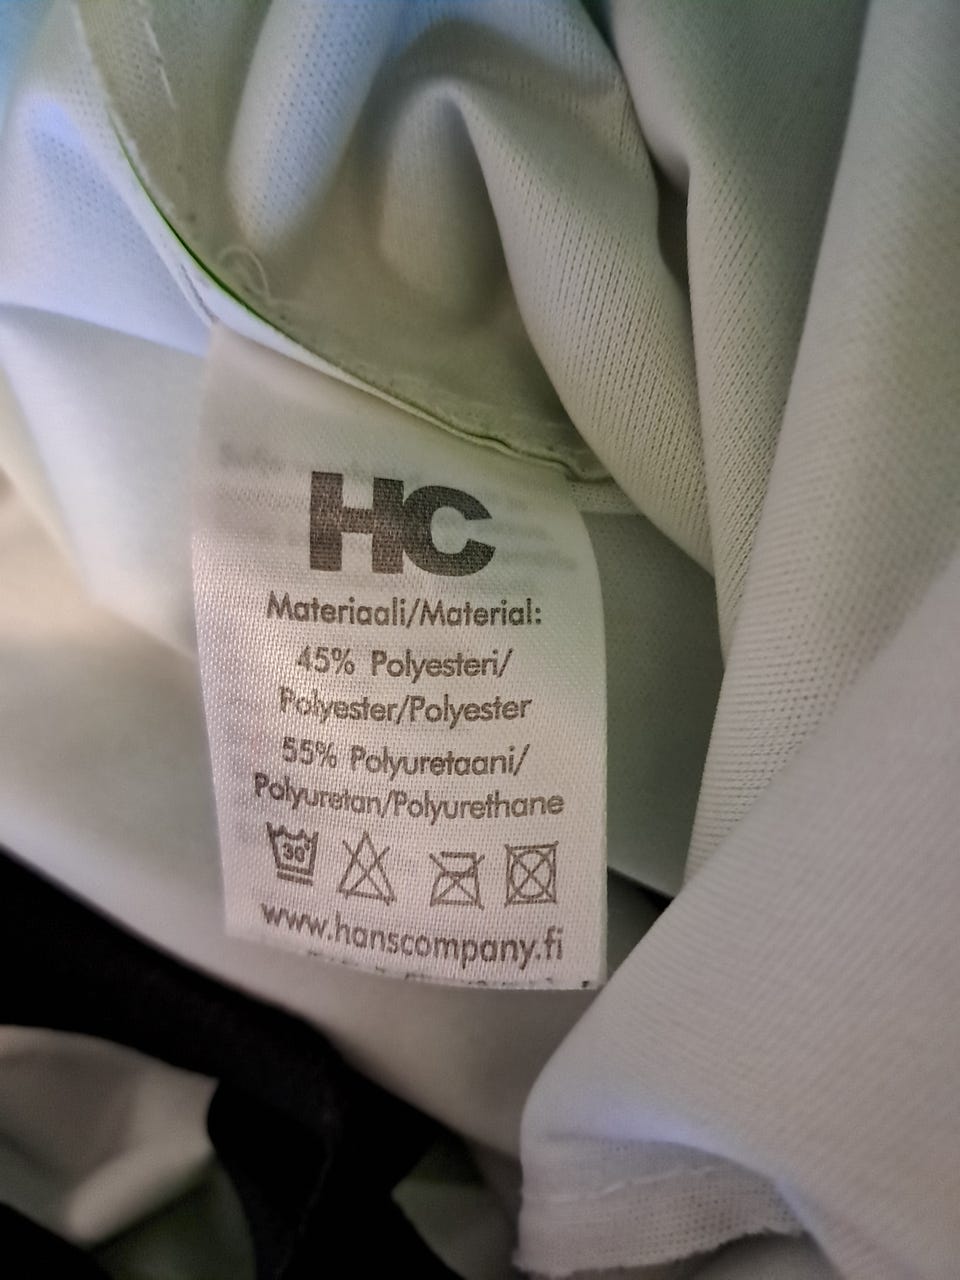 HC
Materiaali/Material:
45% Polyesteri/
Polyester/Polyester
55% Polyuretaani/
Polyuretan/Polyurethane
30°
www.hanscompany.fi